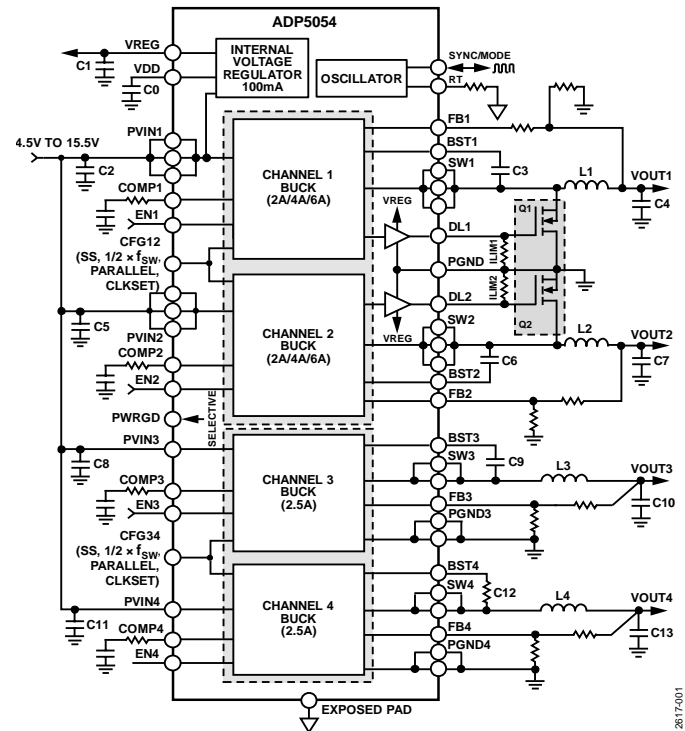 ADP5054
VREG
C1
VDD
C0
INTERNAL
VOLTAGE
REGULATOR
100mA
OSCILLATOR
SYNC/MODE
RT
4.5V TO 15.5V
PVIN1
C2
COMP1
EN1
CHANNEL 1
BUCK
(2A/4A/6A)
FB1
BST1
SW1
C3
L1
VOUT1
C4
VREG
Q1
DL1
ILIM1
PGND
ILIM2
DL2
Q2
VREG
CFG12
(SS, 1/2 × fSW,
PARALLEL,
CLKSET)
C5
PVIN2
COMP2
EN2
CHANNEL 2
BUCK
(2A/4A/6A)
SW2
L2
VOUT2
C6
C7
BST2
FB2
PWRGD
SELECTIVE
PVIN3
C8
COMP3
EN3
CHANNEL 3
BUCK
(2.5A)
BST3
SW3
C9
L3
VOUT3
FB3
C10
PGND3
CFG34
(SS, 1/2 × fSW,
PARALLEL,
CLKSET)
PVIN4
C11
COMP4
EN4
CHANNEL 4
BUCK
(2.5A)
BST4
SW4
C12
L4
VOUT4
FB4
C13
PGND4
EXPOSED PAD
2617-001